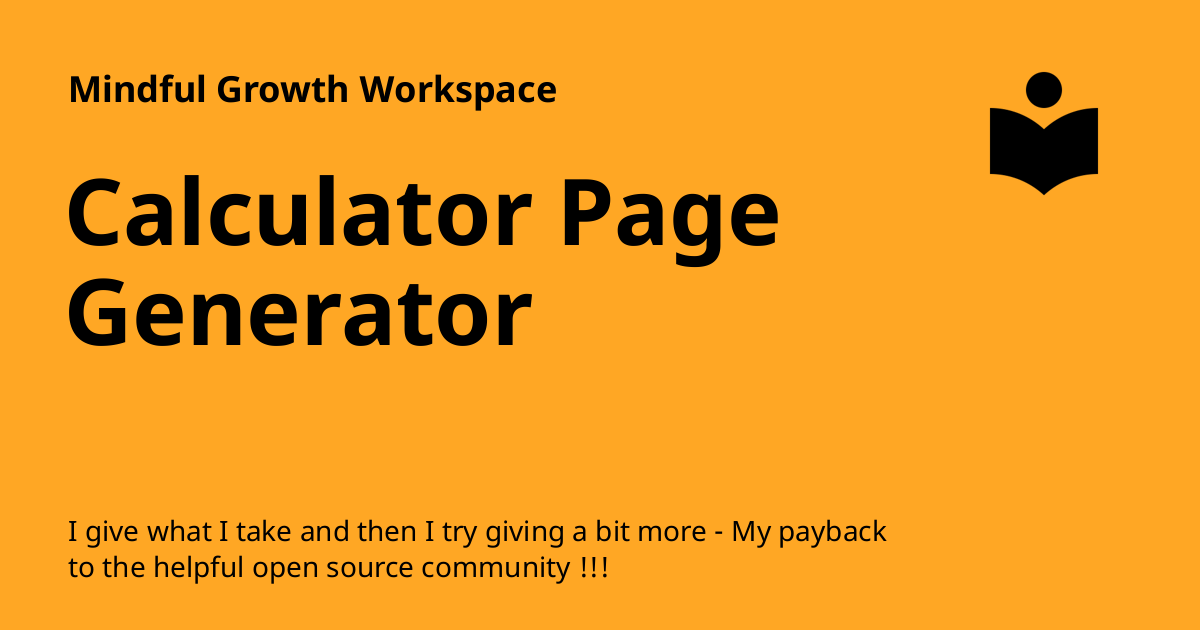 Mindful Growth Workspace
Calculator Page
Generator
I give what I take and then I try giving a bit more - My payback
to the helpful open source community !!!